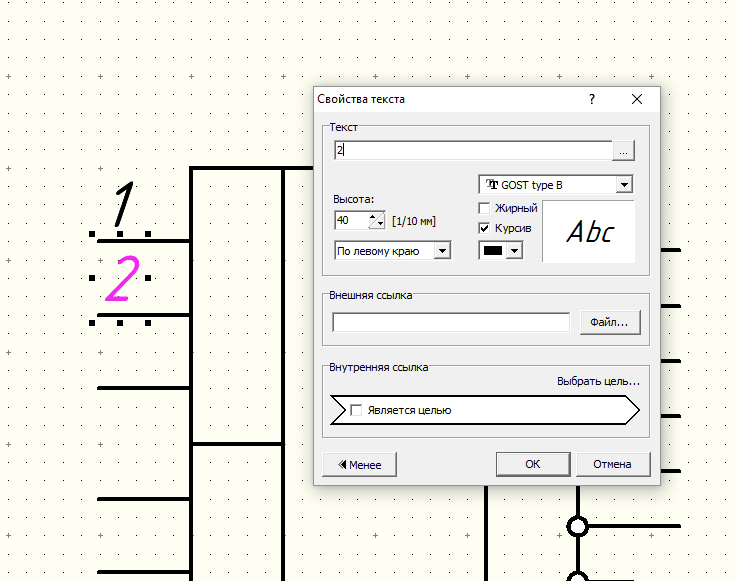 Свойства текста ?
Текст
2
...
GOST type B
Высота:
40 [1/10 мм]
Жирный
Курсив
По левому краю
Abc
Внешняя ссылка
Файл...
Внутренняя ссылка
Выбрать цель...
Является целью
Менее
OK
Отмена
1
2